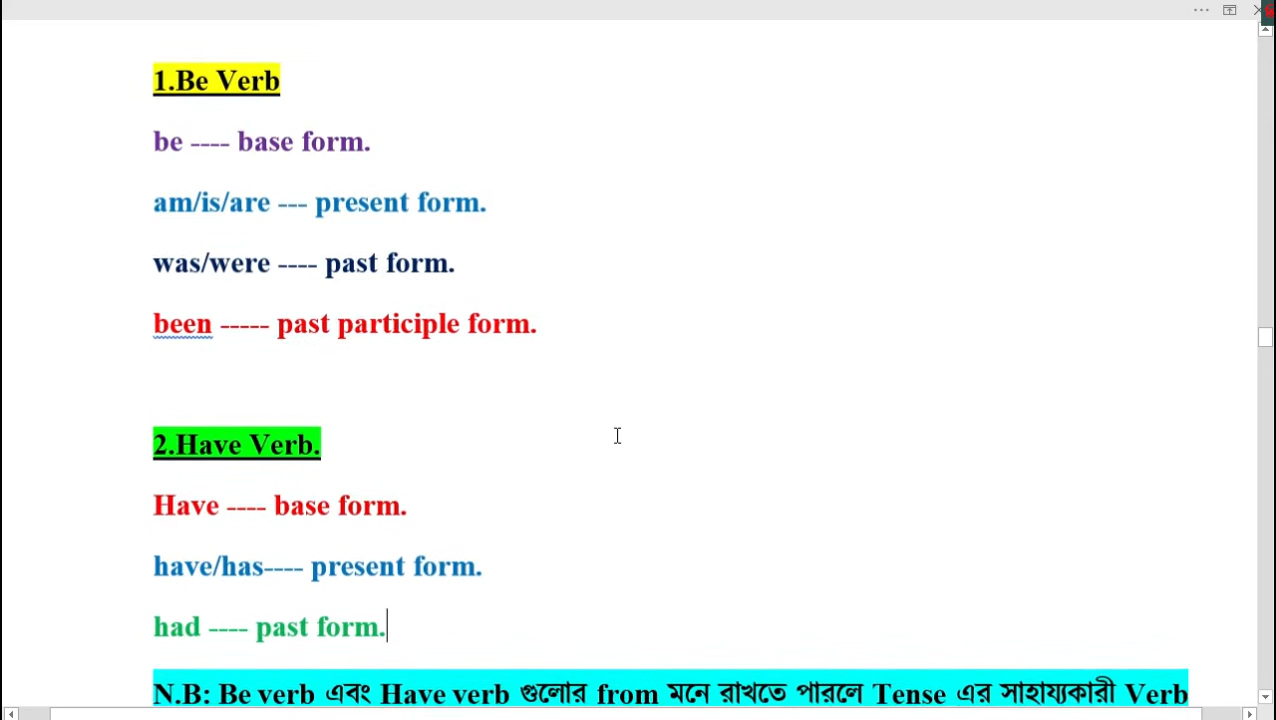 1.Be Verb
be ---- base form.
am/is/are --- present form.
was/were ---- past form.
been ----- past participle form.
2.Have Verb.
Have ---- base form.
have/has---- present form.
had ---- past form.
N.B: Be verb এবং Have verb গুলোর from মনে রাখতে পারলে Tense এর সাহায্যকারী Verb